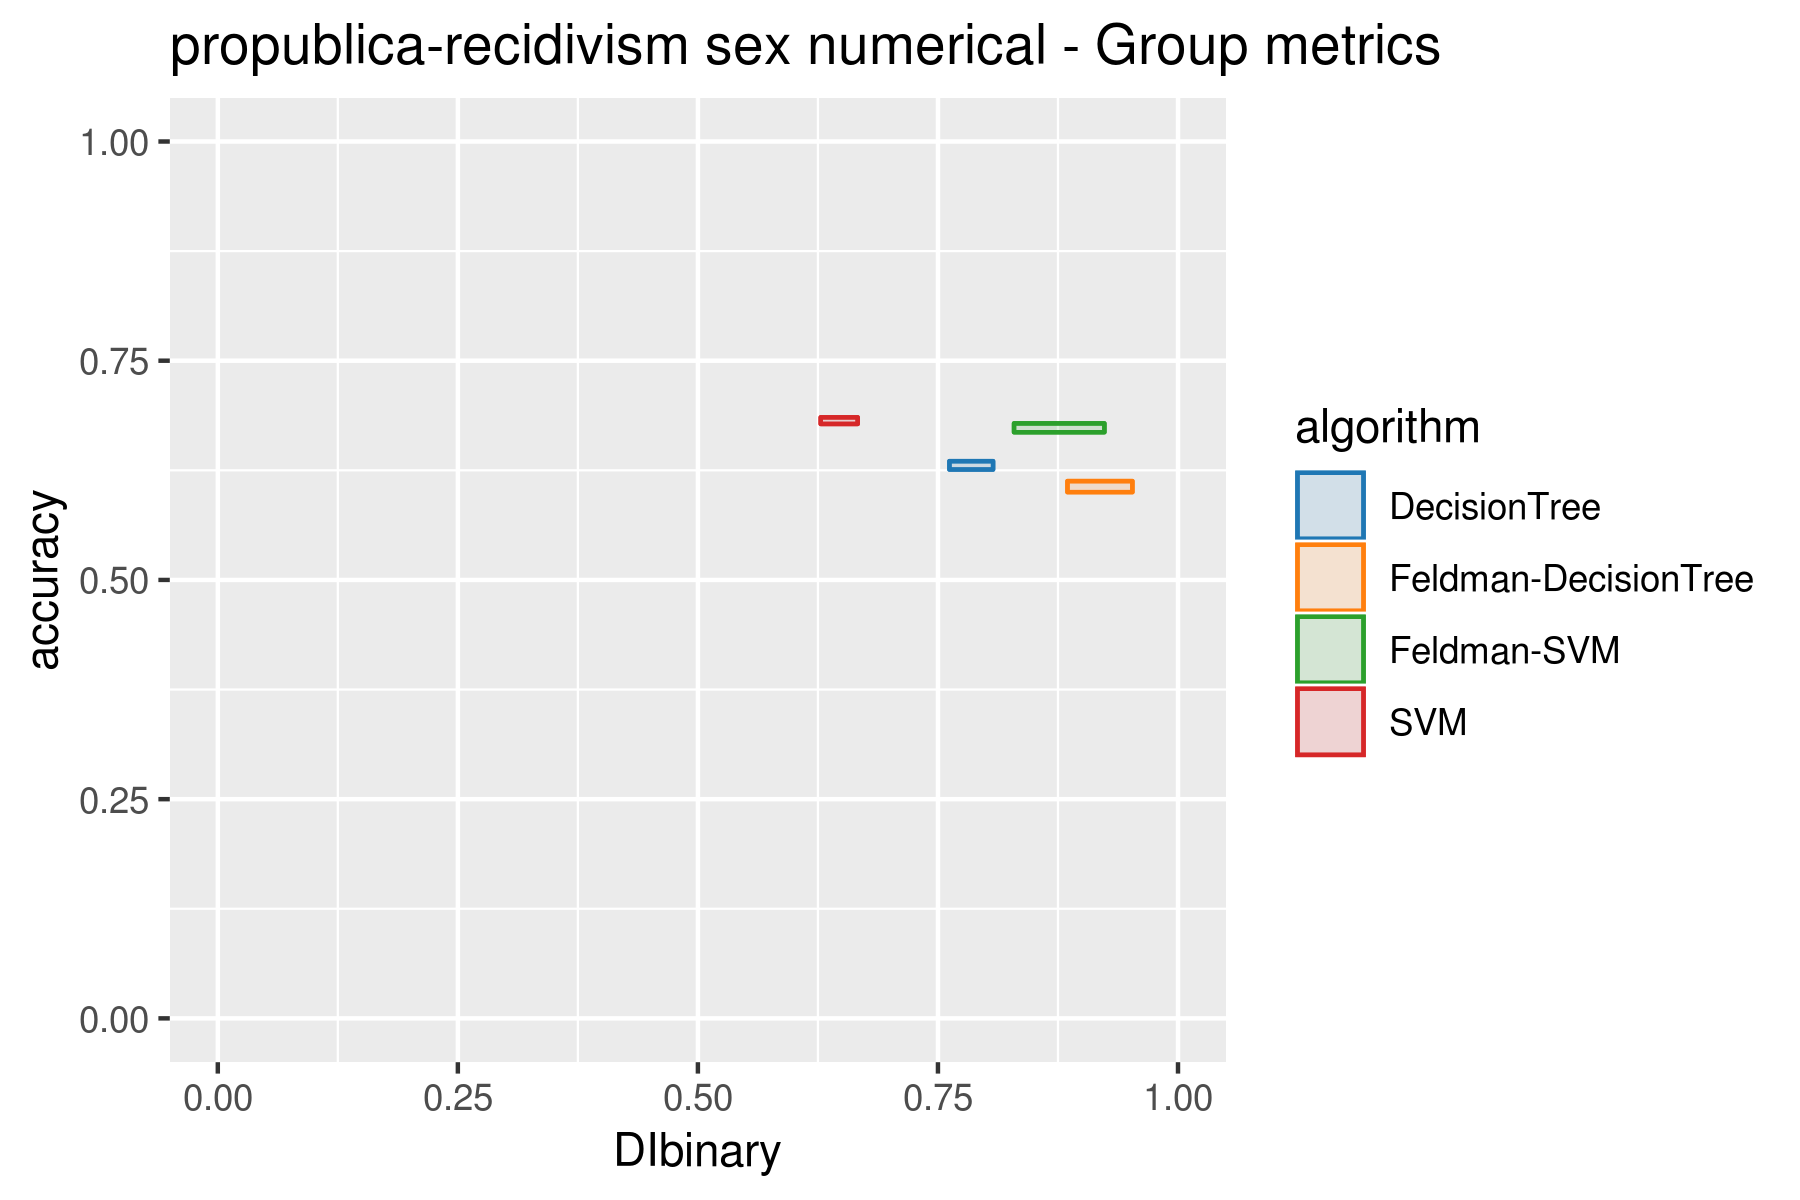 propublica-recidivism sex numerical - Group metrics
1.00
0.75
0.50
0.25
0.00
accuracy
0.00 0.25 0.50 0.75 1.00
DIbinary
algorithm
DecisionTree
Feldman-DecisionTree
Feldman-SVM
SVM